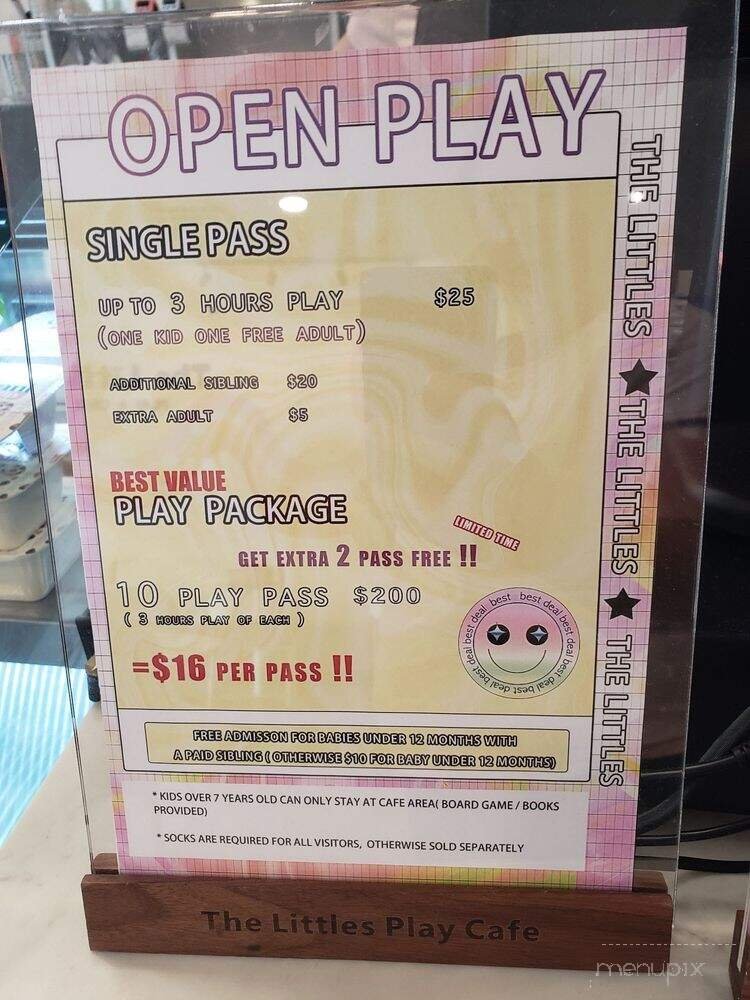 OPEN PLAY
SINGLE PASS
UP TO 3 HOURS PLAY $25
(ONE KID ONE FREE ADULT)
ADDITIONAL SIBLING $20
EXTRA ADULT $5
BEST VALUE
PLAY PACKAGE
LIMITED TIME
GET EXTRA 2 PASS FREE !!
10 PLAY PASS $200
( 3 HOURS PLAY OF EACH )
best deal best deal best deal best deal best deal best deal
=$16 PER PASS !!
FREE ADMISSON FOR BABIES UNDER 12 MONTHS WITH
A PAID SIBLING ( OTHERWISE $10 FOR BABY UNDER 12 MONTHS)
* KIDS OVER 7 YEARS OLD CAN ONLY STAY AT CAFE AREA( BOARD GAME / BOOKS
PROVIDED)
* SOCKS ARE REQUIRED FOR ALL VISITORS, OTHERWISE SOLD SEPARATELY
THE LITTLES ★ THE LITTLES ★ THE LITTLES
The Littles Play Cafe
menupix